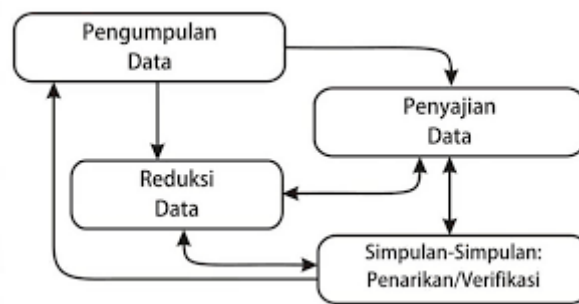 Pengumpulan
Data
Penyajian
Data
Reduksi
Data
Simpulan-Simpulan:
Penarikan/Verifikasi